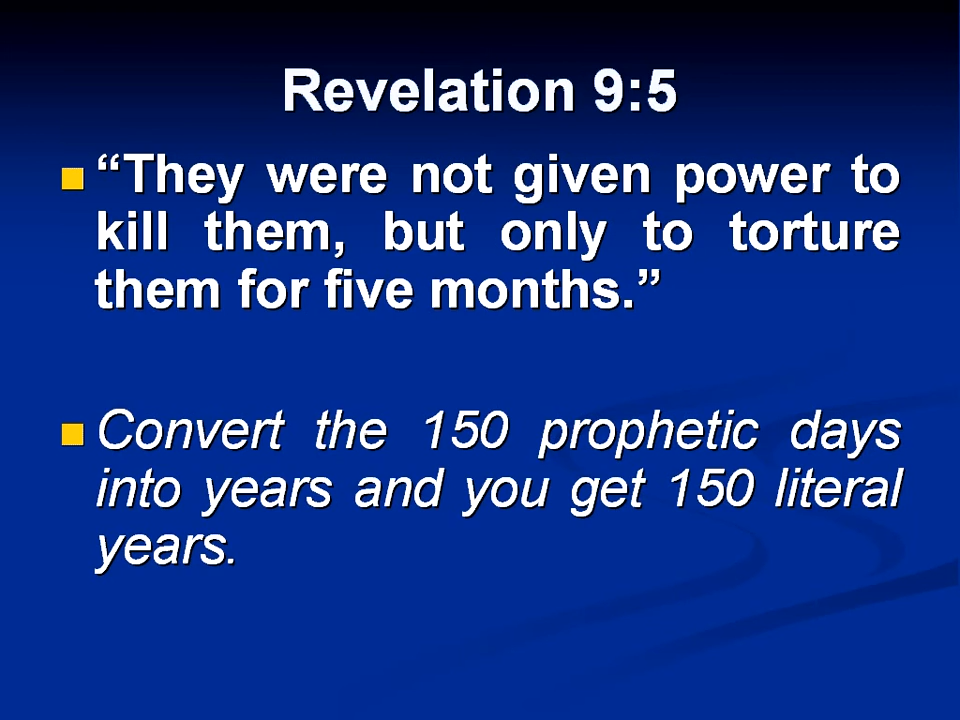 Revelation 9:5
“They were not given power to
kill them, but only to torture
them for five months.”
Convert the 150 prophetic days
into years and you get 150 literal
years.